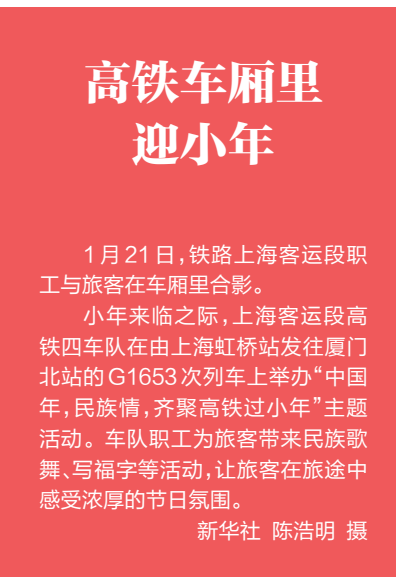 高铁车厢里
迎小年
1月21日,铁路上海客运段职
工与旅客在车厢里合影。
小年来临之际,上海客运段高
铁四车队在由上海虹桥站发往厦门
北站的G1653次列车上举办“中国
年,民族情,齐聚高铁过小年”主题
活动。车队职工为旅客带来民族歌
舞、写福字等活动,让旅客在旅途中
感受浓厚的节日氛围。
新华社 陈浩明 摄